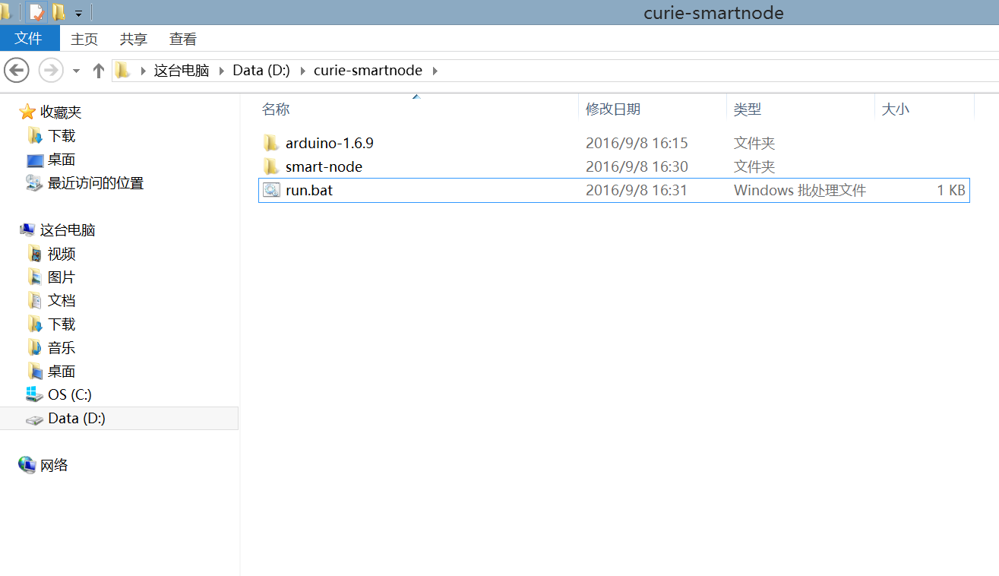 curie-smartnode
文件 主页 共享 查看
这台电脑 Data (D:) curie-smartnode
名称 修改日期 类型 大小
arduino-1.6.9 2016/9/8 16:15 文件夹
smart-node 2016/9/8 16:30 文件夹
run.bat 2016/9/8 16:31 Windows 批处理文件 1 KB
收藏夹
下载
桌面
最近访问的位置
这台电脑
视频
图片
文档
下载
音乐
桌面
OS (C:)
Data (D:)
网络